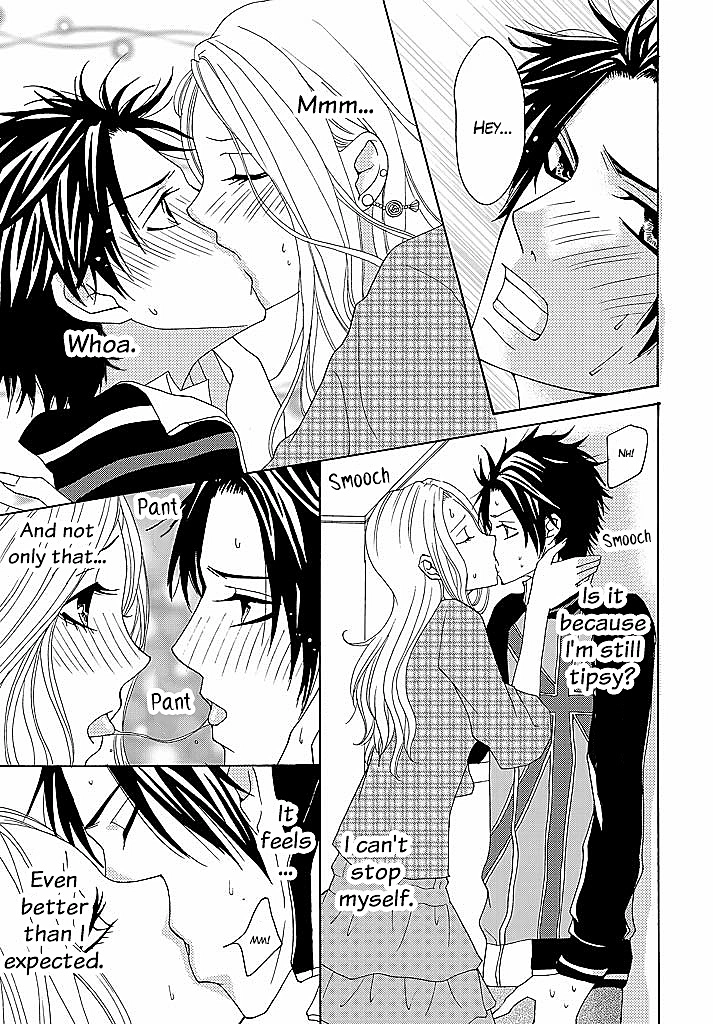 HEY...
Mmm...
Whoa.
NH!
Smooch
Smooch
Is it
because
I'm still
tipsy?
I can't
stop
myself.
Pant
And not
only that...
Pant
It
feels
...
Even
better
than I
expected.
MM!